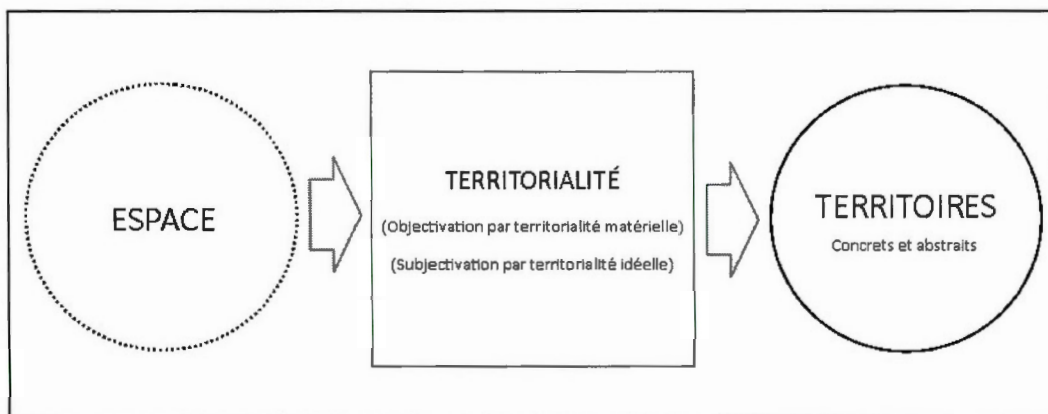 ESPACE
TERRITORIALITÉ
(Objectivation par territorialité matérielle)
(Subjectivation par territorialité idéelle)
TERRITOIRES
Concrets et abstraits